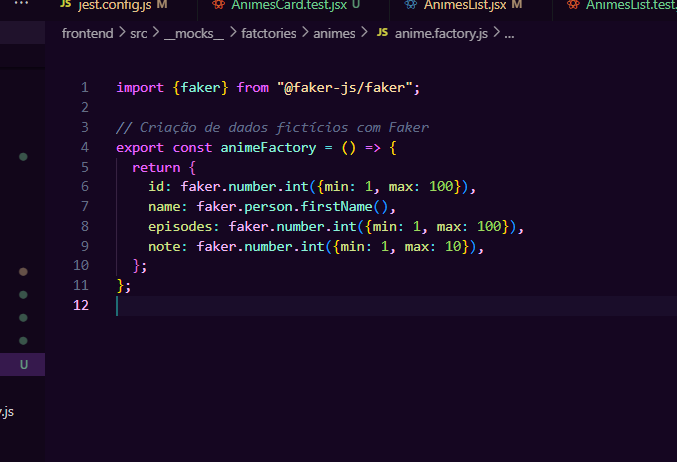 ... JS jest.config.js M AnimesCard.test.jsx U AnimesList.jsx M AnimesList.test.
frontend > src > __mocks__ > fatctories > animes > JS anime.factory.js > ...
1 import {faker} from "@faker-js/faker";
2
3 // Criação de dados fictícios com Faker
4 export const animeFactory = () => {
5 return {
6 id: faker.number.int({min: 1, max: 100}),
7 name: faker.person.firstName(),
8 episodes: faker.number.int({min: 1, max: 100}),
9 note: faker.number.int({min: 1, max: 10}),
10 };
11 };
12
U
.js